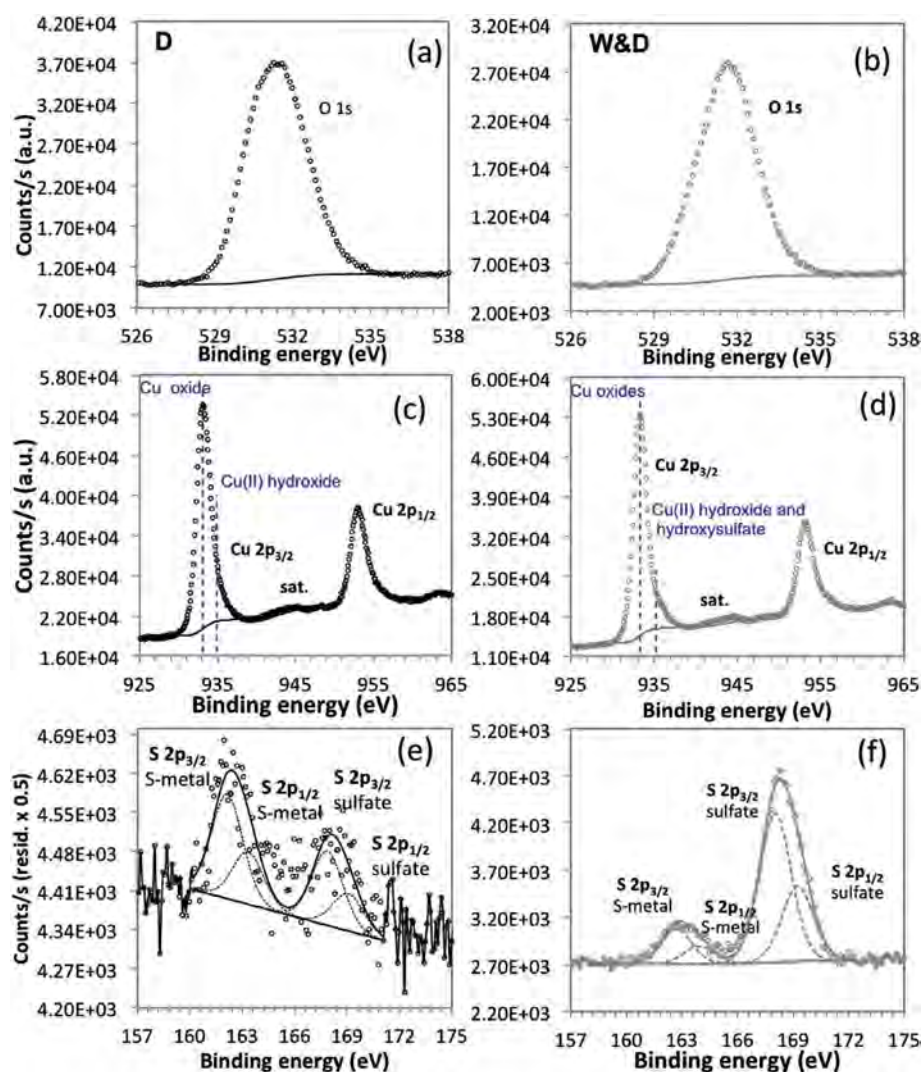 D
(a)
O 1s
4.20E+04
3.70E+04
3.20E+04
2.70E+04
2.20E+04
1.70E+04
1.20E+04
7.00E+03
Counts/s (a.u.)
526 529 532 535 538
Binding energy (eV)
W&D
(b)
O 1s
3.20E+04
2.70E+04
2.20E+04
1.70E+04
1.20E+04
7.00E+03
2.00E+03
526 529 532 535 538
Binding energy (eV)
5.80E+04
5.20E+04
4.60E+04
4.00E+04
3.40E+04
2.80E+04
2.20E+04
1.60E+04
Counts/s (a.u.)
Cu oxide
(c)
Cu(II) hydroxide
Cu 2p1/2
Cu 2p3/2
sat.
925 935 945 955 965
Binding energy (eV)
6.00E+04
5.30E+04
4.60E+04
3.90E+04
3.20E+04
2.50E+04
1.80E+04
1.10E+04
Cu oxides
(d)
Cu 2p3/2
Cu(II) hydroxide and
hydroxysulfate
Cu 2p1/2
sat.
925 935 945 955 965
Binding energy (eV)
4.69E+03
4.62E+03
4.55E+03
4.48E+03
4.41E+03
4.34E+03
4.27E+03
4.20E+03
Counts/s (resid. x 0.5)
(e)
S 2p3/2
S-metal
S 2p1/2
S-metal
S 2p3/2
sulfate
S 2p1/2
sulfate
157 160 163 166 169 172 175
Binding energy (eV)
5.20E+03
4.70E+03
4.20E+03
3.70E+03
3.20E+03
2.70E+03
2.20E+03
(f)
S 2p3/2
sulfate
S 2p3/2
S-metal
S 2p1/2
S-metal
S 2p1/2
sulfate
157 160 163 166 169 172 175
Binding energy (eV)